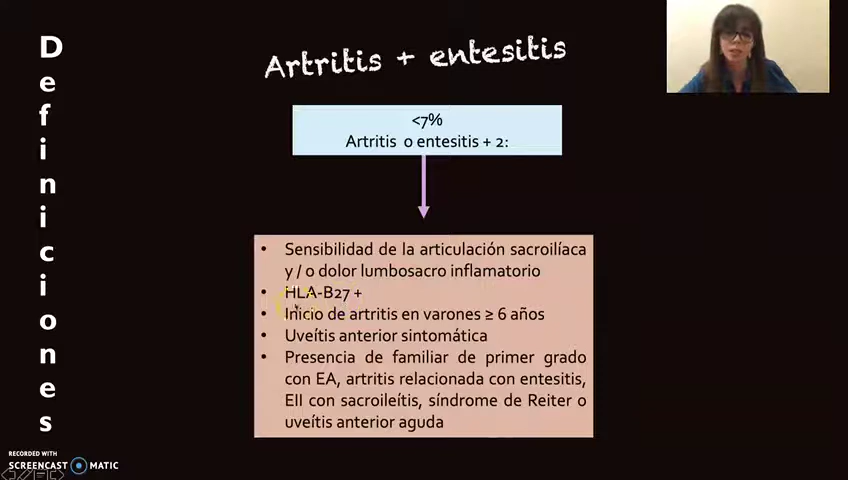 Definiciones
Artritis + entesitis
<7%
Artritis o entesitis + 2:
• Sensibilidad de la articulación sacroilíaca
y / o dolor lumbosacro inflamatorio
• HLA-B27 +
• Inicio de artritis en varones ≥ 6 años
• Uveítis anterior sintomática
• Presencia de familiar de primer grado
con EA, artritis relacionada con entesitis,
EII con sacroileítis, síndrome de Reiter o
uveítis anterior aguda
RECORDED WITH
SCREENCAST MATIC